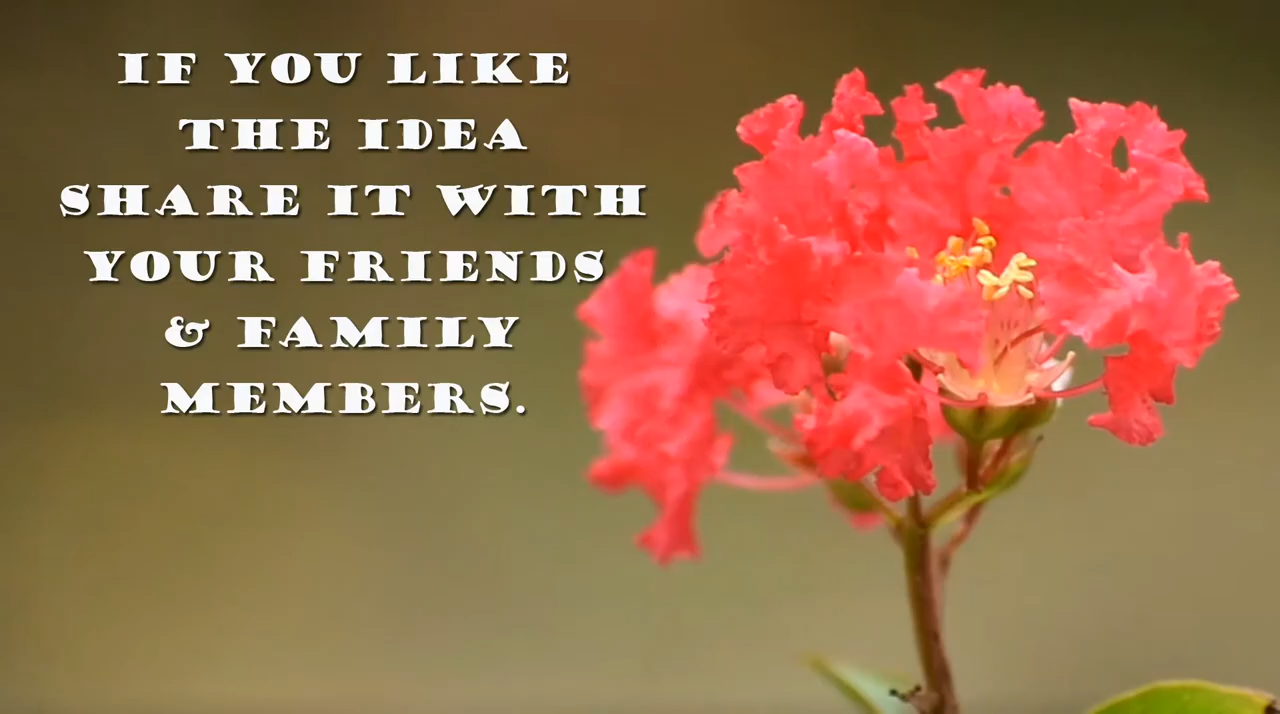 IF YOU LIKE
THE IDEA
SHARE IT WITH
YOUR FRIENDS
& FAMILY
MEMBERS.